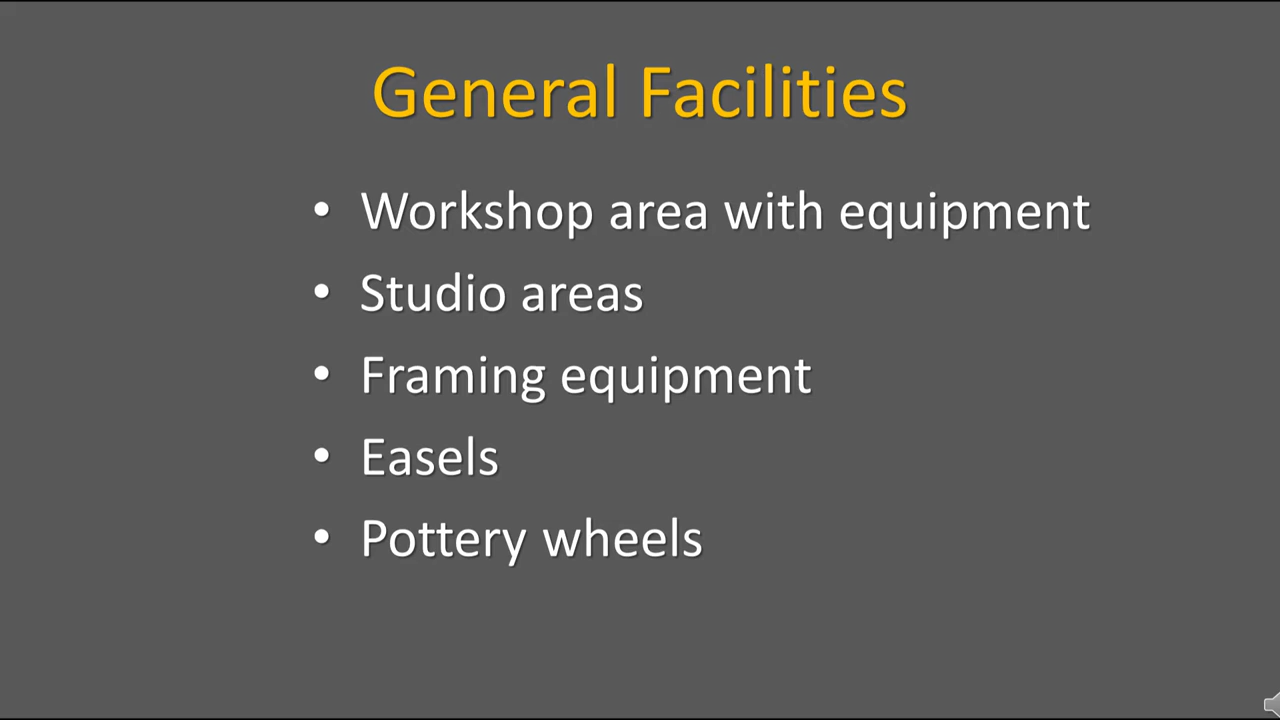 General Facilities
• Workshop area with equipment
• Studio areas
• Framing equipment
• Easels
• Pottery wheels